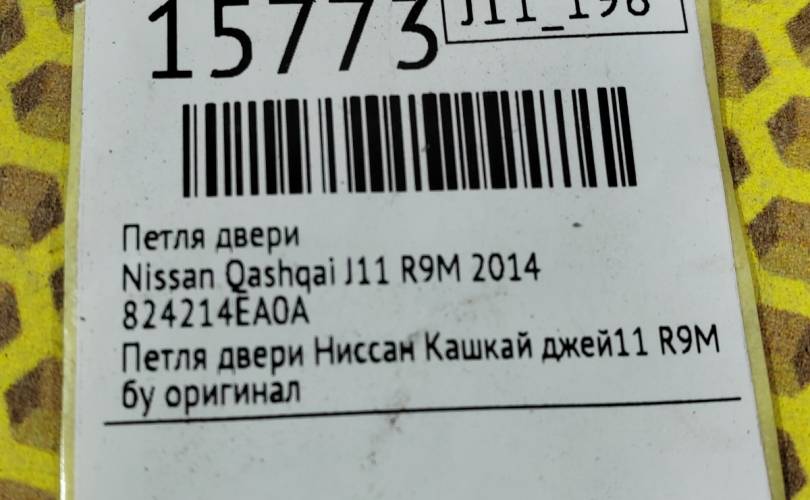 15773
J11_198
Петля двери
Nissan Qashqai J11 R9M 2014
824214EA0A
Петля двери Ниссан Кашкай джей11 R9M
бу оригинал